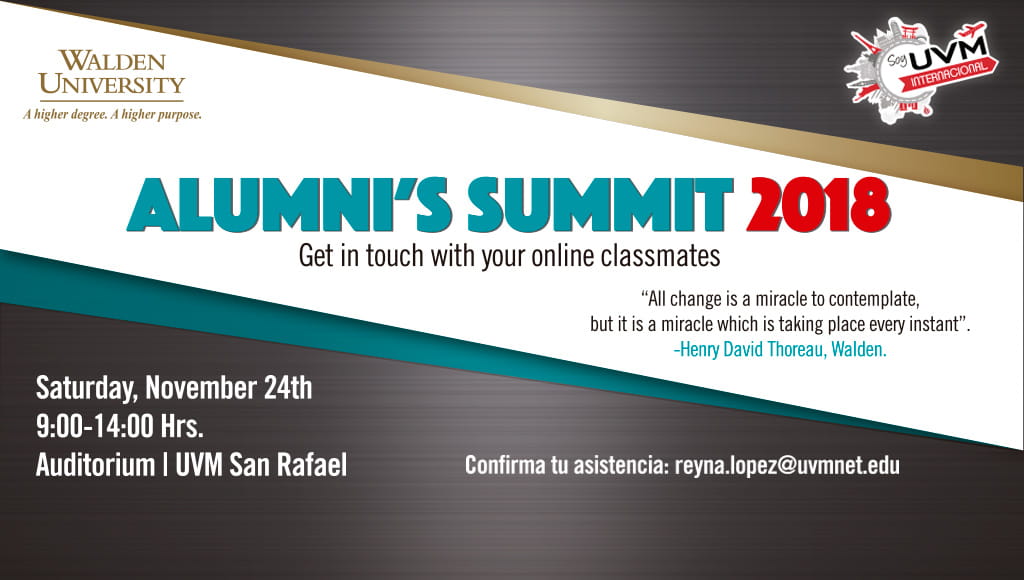 WALDEN
UNIVERSITY
A higher degree. A higher purpose.
Soy UVM
INTERNACIONAL
ALUMNI'S SUMMIT 2018
Get in touch with your online classmates
“All change is a miracle to contemplate,
but it is a miracle which is taking place every instant”.
-Henry David Thoreau, Walden.
Saturday, November 24th
9:00-14:00 Hrs.
Auditorium | UVM San Rafael
Confirma tu asistencia: reyna.lopez@uvmnet.edu